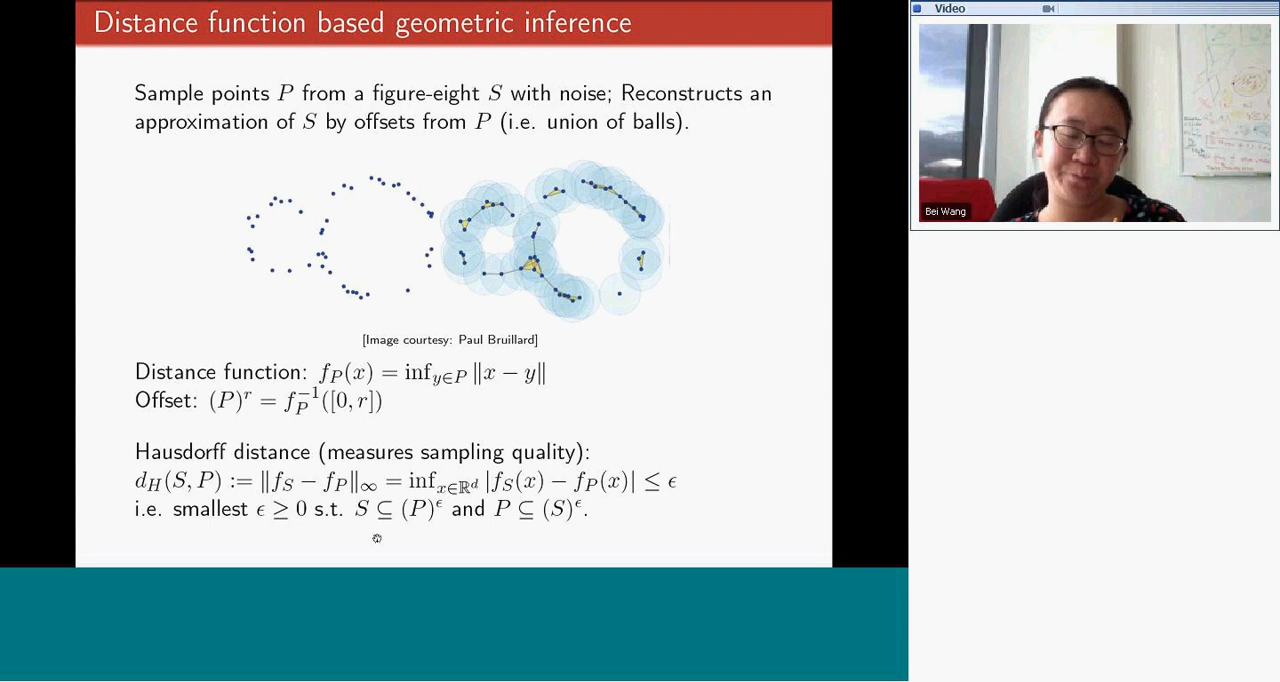 Distance function based geometric inference
Sample points P from a figure-eight S with noise; Reconstructs an
approximation of S by offsets from P (i.e. union of balls).
[Image courtesy: Paul Bruillard]
Distance function: f_P(x) = inf_{y∈P} ‖x − y‖
Offset: (P)^r = f_P^{−1}([0, r])
Hausdorff distance (measures sampling quality):
d_H(S, P) := ‖f_S − f_P‖_∞ = inf_{x∈ℝ^d} |f_S(x) − f_P(x)| ≤ ϵ
i.e. smallest ϵ ≥ 0 s.t. S ⊆ (P)^ϵ and P ⊆ (S)^ϵ.
Video
Bei Wang